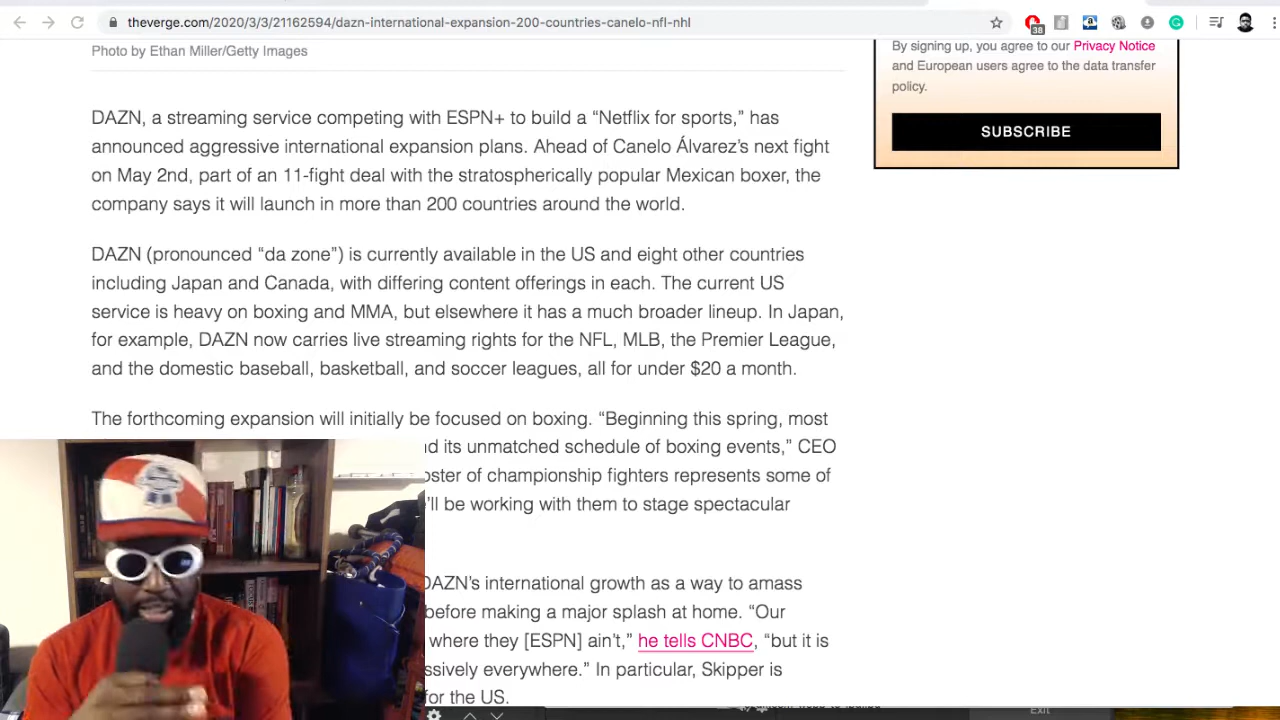 theverge.com/2020/3/3/21162594/dazn-international-expansion-200-countries-canelo-nfl-nhl
38
Photo by Ethan Miller/Getty Images
By signing up, you agree to our Privacy Notice
and European users agree to the data transfer
policy.
SUBSCRIBE
DAZN, a streaming service competing with ESPN+ to build a “Netflix for sports,” has
announced aggressive international expansion plans. Ahead of Canelo Álvarez’s next fight
on May 2nd, part of an 11-fight deal with the stratospherically popular Mexican boxer, the
company says it will launch in more than 200 countries around the world.
DAZN (pronounced “da zone”) is currently available in the US and eight other countries
including Japan and Canada, with differing content offerings in each. The current US
service is heavy on boxing and MMA, but elsewhere it has a much broader lineup. In Japan,
for example, DAZN now carries live streaming rights for the NFL, MLB, the Premier League,
and the domestic baseball, basketball, and soccer leagues, all for under $20 a month.
The forthcoming expansion will initially be focused on boxing. “Beginning this spring, most
its unmatched schedule of boxing events,” CEO
of championship fighters represents some of
be working with them to stage spectacular
DAZN’s international growth as a way to amass
before making a major splash at home. “Our
where they [ESPN] ain’t,” he tells CNBC, “but it is
everywhere.” In particular, Skipper is
for the US.
Exit